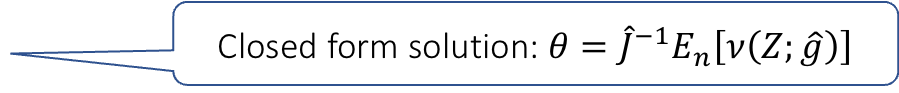 Closed form solution: θ = Ĵ⁻¹Eₙ[ν(Z; ĝ)]